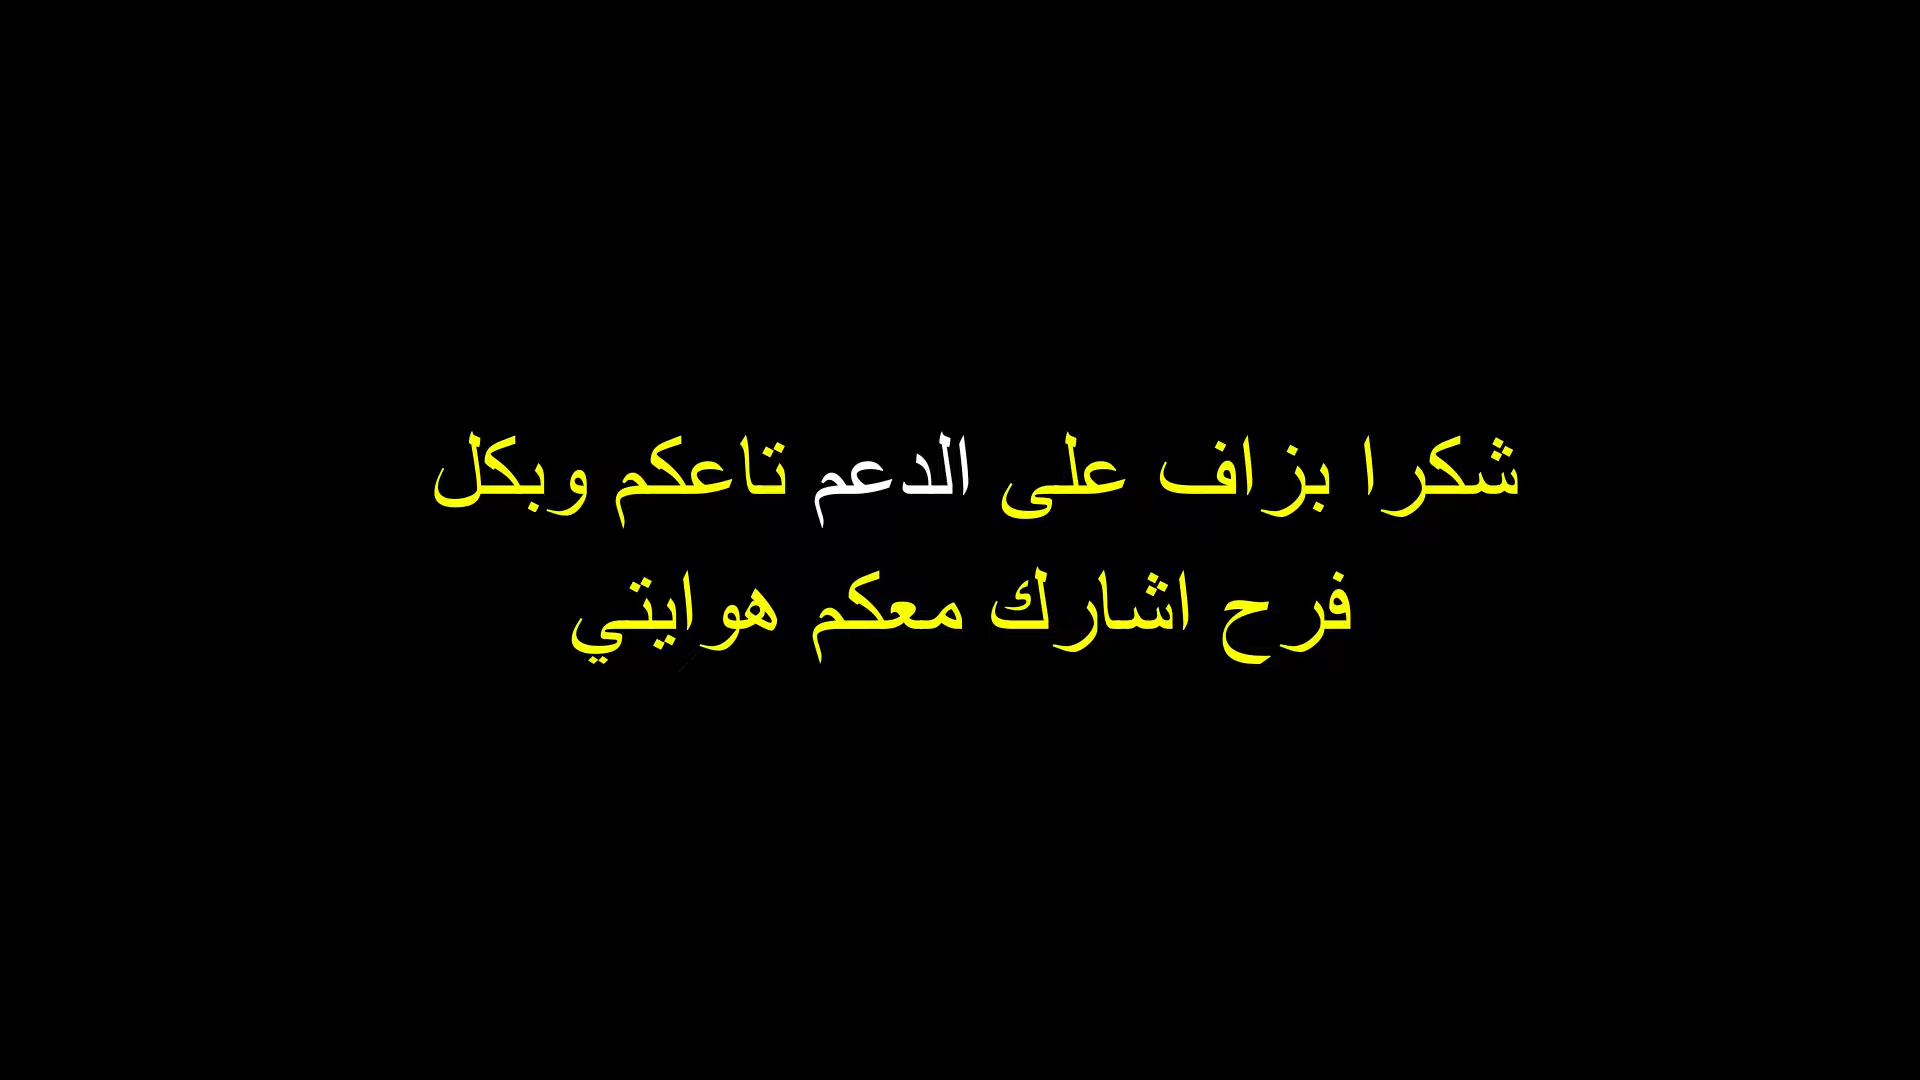 شكرا بزاف على الدعم تاعكم وبكل
فرح اشارك معكم هوايتي